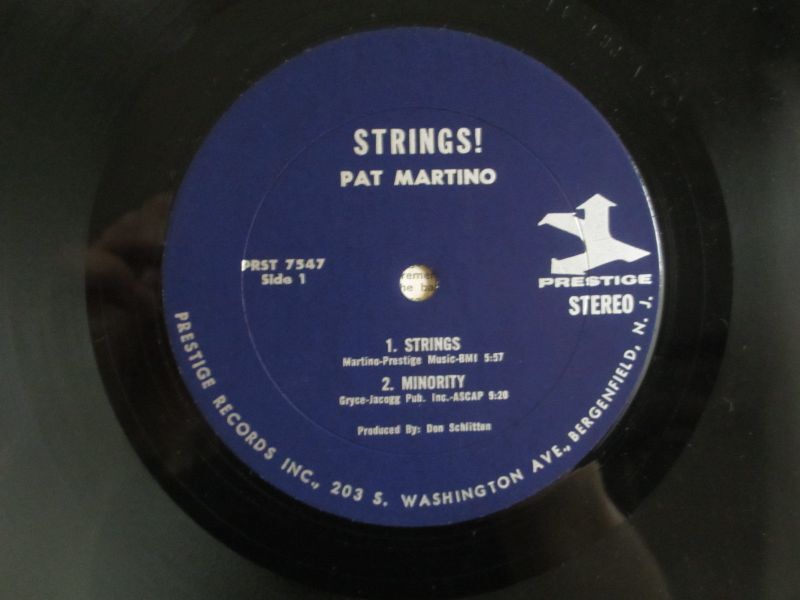 STRINGS!
PAT MARTINO
PRST 7547
Side 1
PRESTIGE
STEREO
1. STRINGS
Martino-Prestige Music-BMI 5:57
2. MINORITY
Gryce-Jacogg Pub. Inc.-ASCAP 9:20
Produced By: Don Schlitten
PRESTIGE RECORDS INC., 203 S. WASHINGTON AVE., BERGENFIELD, N. J.